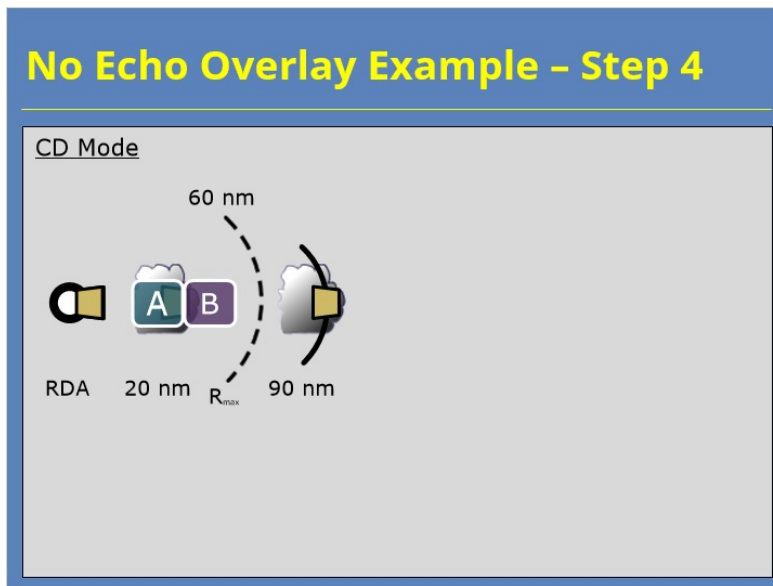 No Echo Overlay Example – Step 4
CD Mode
60 nm
A B
RDA 20 nm Rmax 90 nm